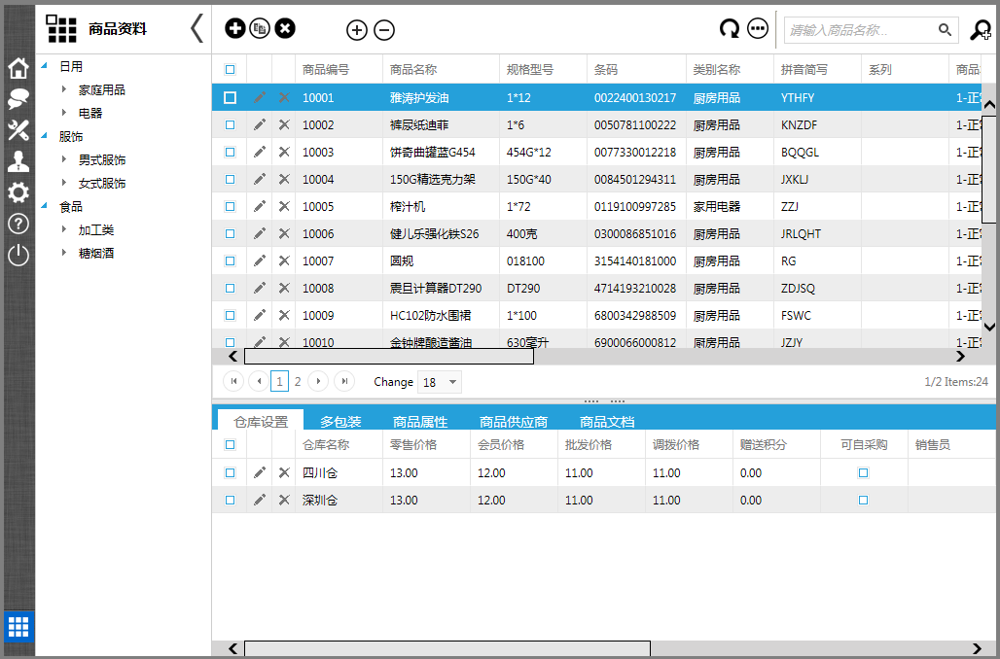 商品资料
请输入商品名称...
日用
家庭用品
电器
服饰
男式服饰
女式服饰
食品
加工类
糖烟酒
商品编号 商品名称 规格型号 条码 类别名称 拼音简写 系列 商品
10001 雅涛护发油 1*12 0022400130217 厨房用品 YTHFY 1-正常
10002 裤尿纸迪菲 1*6 0050781100222 厨房用品 KNZDF 1-正常
10003 饼奇曲罐蓝G454 454G*12 0077330012218 厨房用品 BQQGL 1-正常
10004 150G精选克力架 150G*40 0084501294311 厨房用品 JXKLJ 1-正常
10005 榨汁机 1*72 0119100997285 家用电器 ZZJ 1-正常
10006 健儿乐强化铁S26 400克 0300086851016 厨房用品 JRLQHT 1-正常
10007 圆规 018100 3154140181000 厨房用品 RG 1-正常
10008 震旦计算器DT290 DT290 4714193210028 厨房用品 ZDJSQ 1-正常
10009 HC102防水围裙 1*100 6800342988509 厨房用品 FSWC 1-正常
10010 金钟牌酿造酱油 630毫升 6900066000812 厨房用品 JZJY 1-正常
1 2 Change 18 1/2 Items:24
仓库设置 多包装 商品属性 商品供应商 商品文档
仓库名称 零售价格 会员价格 批发价格 调拨价格 赠送积分 可自采购 销售员
四川仓 13.00 12.00 11.00 11.00 0.00
深圳仓 13.00 12.00 11.00 11.00 0.00